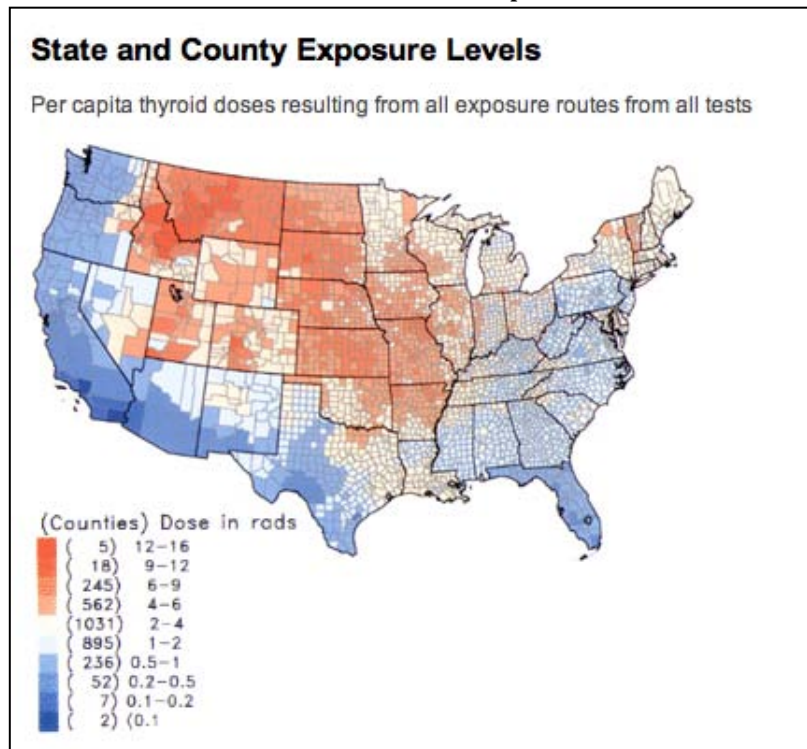 State and County Exposure Levels
Per capita thyroid doses resulting from all exposure routes from all tests
(Counties) Dose in rads
( 5) 12-16
( 18) 9-12
( 245) 6-9
( 562) 4-6
(1031) 2-4
( 895) 1-2
( 236) 0.5-1
( 52) 0.2-0.5
( 7) 0.1-0.2
( 2) (0.1